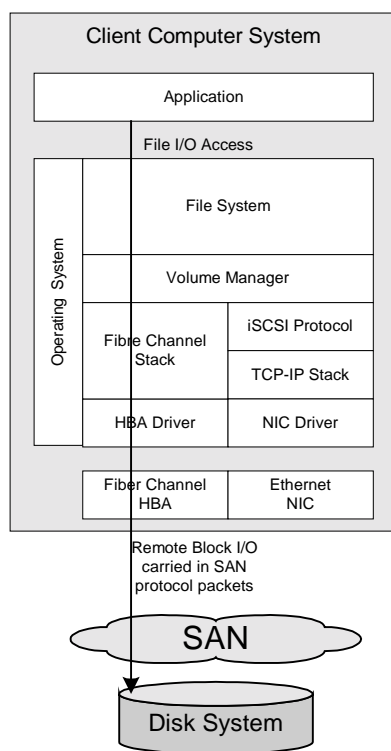 Client Computer System
Application
File I/O Access
Operating System
File System
Volume Manager
Fibre Channel
Stack
iSCSI Protocol
TCP-IP Stack
HBA Driver
NIC Driver
Fiber Channel
HBA
Ethernet
NIC
Remote Block I/O
carried in SAN
protocol packets
SAN
Disk System